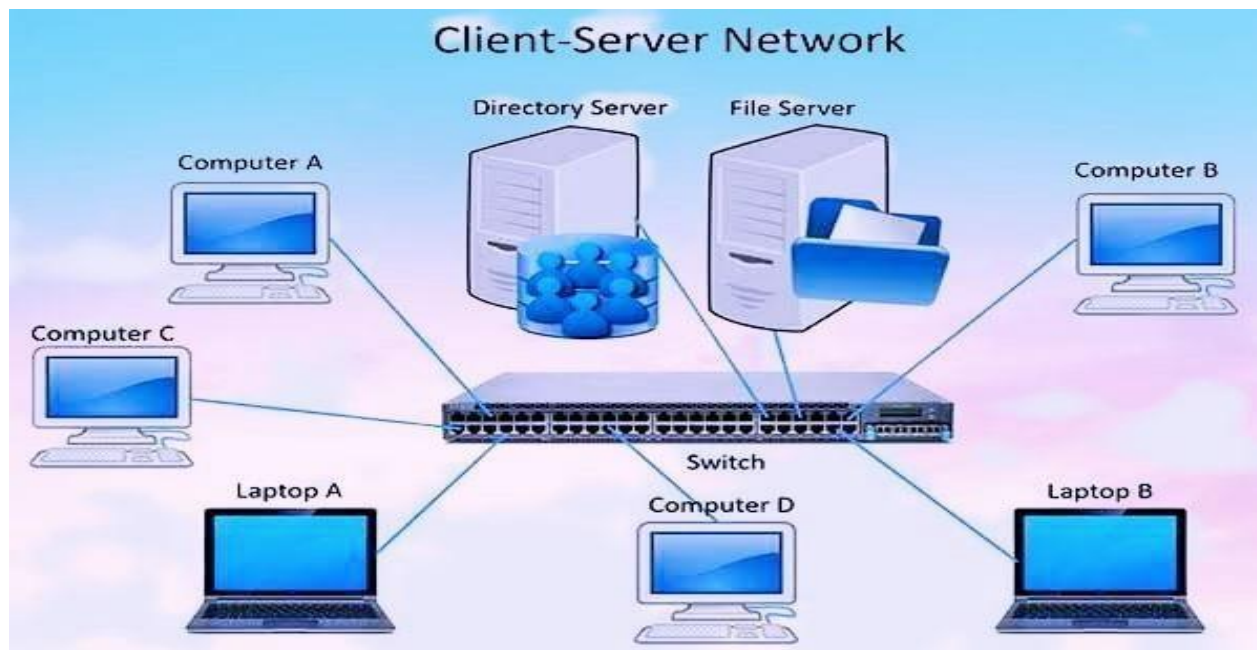 Client-Server Network
Directory Server
File Server
Computer A
Computer B
Computer C
Switch
Laptop A
Computer D
Laptop B